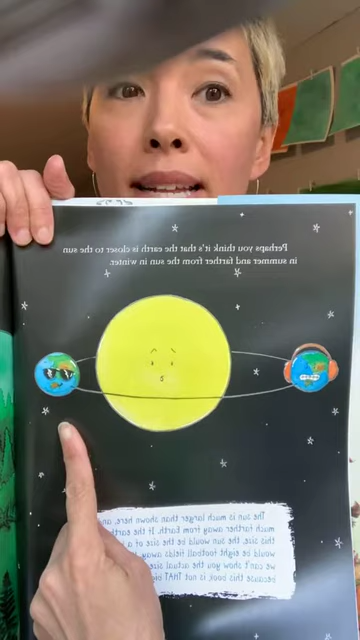 Perhaps you think it's that the earth is closer to the sun
in summer and farther from the sun in winter.
The sun is much larger than shown here, an
much farther away from Earth. If the earth
this size, the sun would be the size of a
would be eight football fields away.
we can't show you the actual size
because this book is not THAT